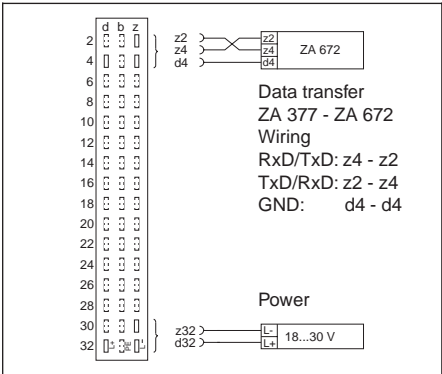 d b z
2 z2 z2
4 z4 z4 ZA 672
d4 d4
6
8
10
12
14
16
18
20
22
24
26
28
30
32 L+ PE L-
Data transfer
ZA 377 - ZA 672
Wiring
RxD/TxD: z4 - z2
TxD/RxD: z2 - z4
GND: d4 - d4
Power
z32 L- 18...30 V
d32 L+